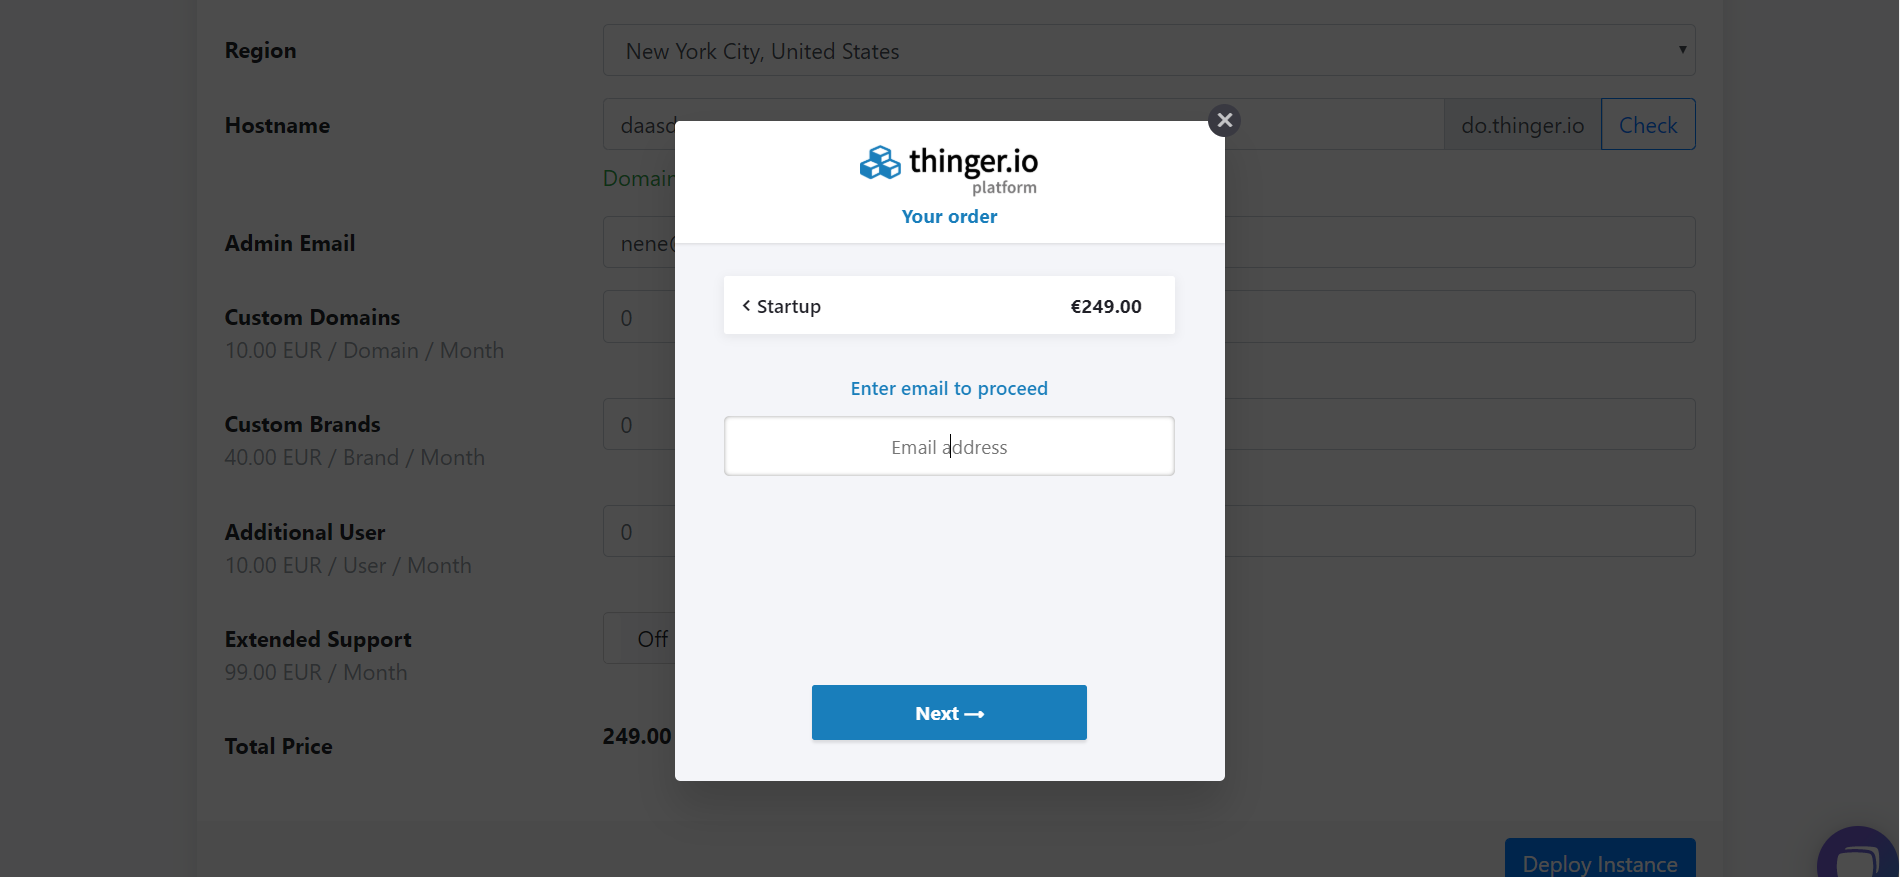 Region
New York City, United States
Hostname
do.thinger.io
Check
thinger.io
platform
Your order
Admin Email
Startup
€249.00
Custom Domains
0
10.00 EUR / Domain / Month
Enter email to proceed
Custom Brands
0
Email address
40.00 EUR / Brand / Month
Additional User
0
10.00 EUR / User / Month
Extended Support
Off
99.00 EUR / Month
Next
Total Price
249.00
Deploy Instance